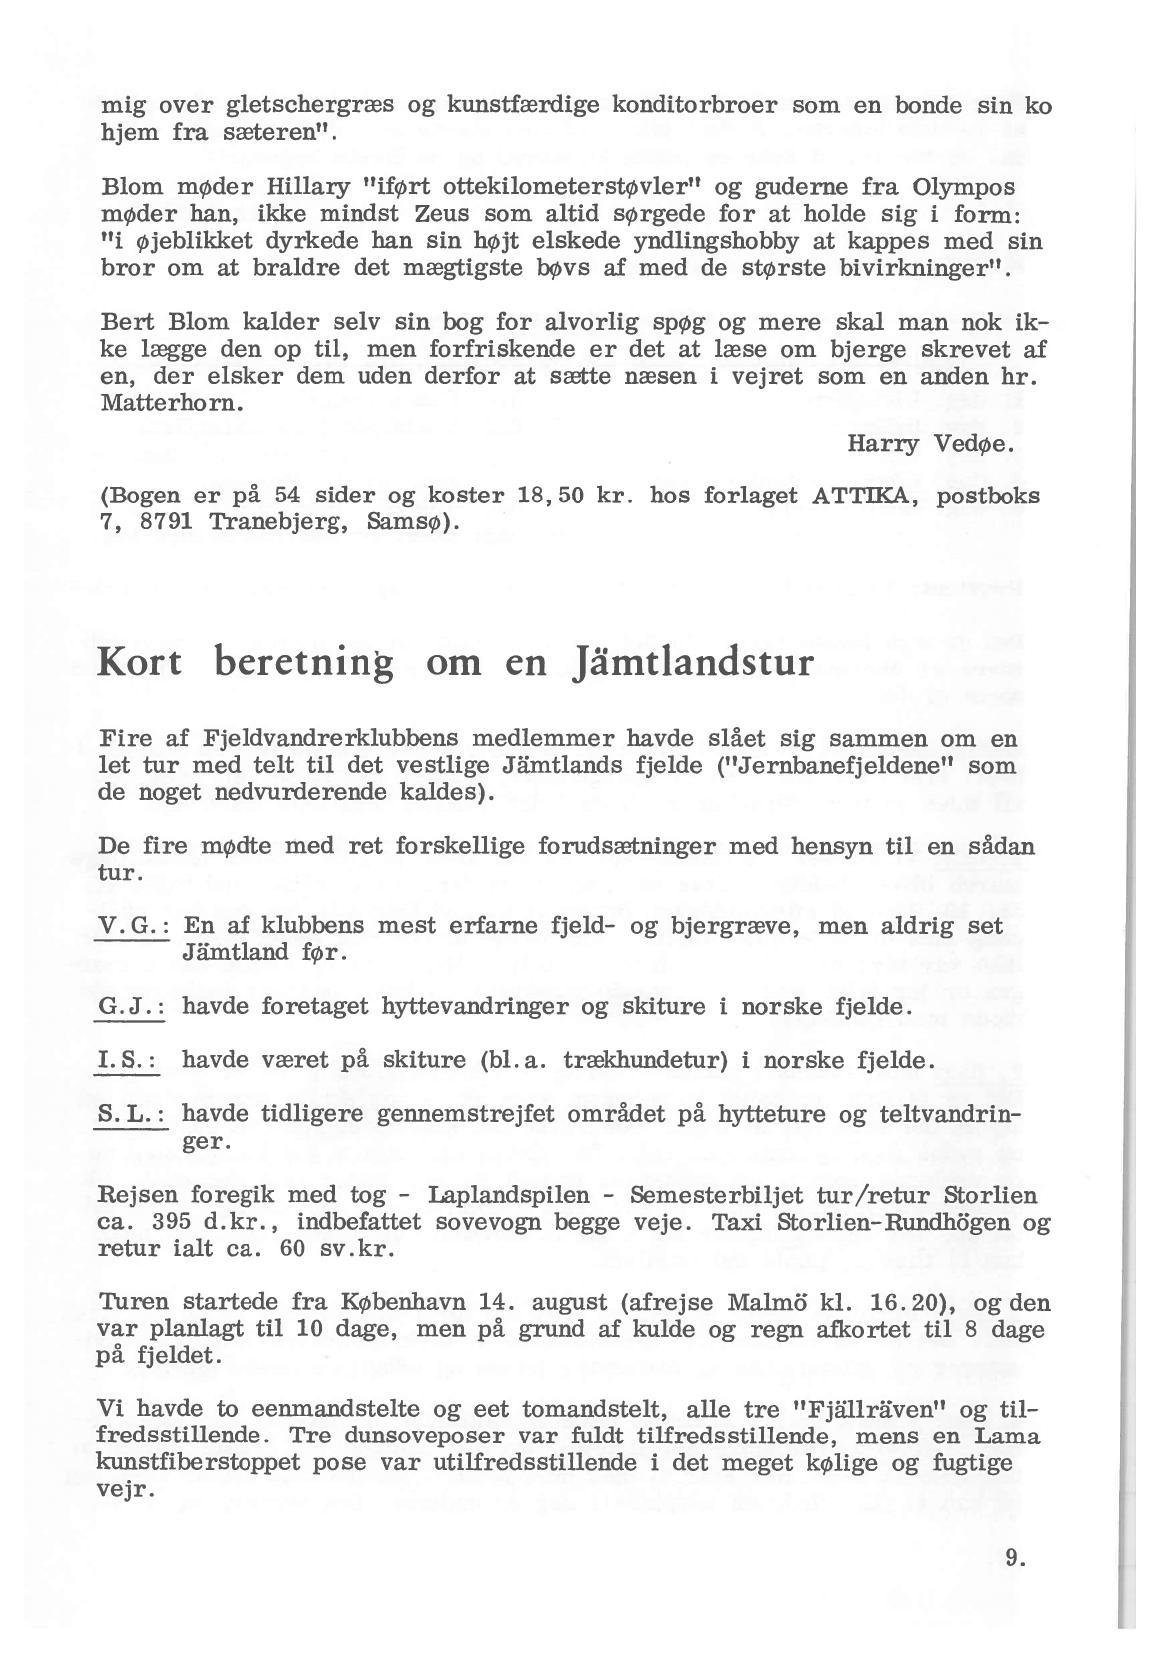 mig over gletschergræs og kunstfærdige konditorbroer som en bonde sin ko
hjem fra sæteren".
Blom møder Hillary "iført ottekilometerstøvler" og guderne fra Olympos
møder han, ikke mindst Zeus som altid sørgede for at holde sig i form:
"i øjeblikket dyrkede han sin højt elskede yndlingshobby at kappes med sin
bror om at braldre det mægtigste bøvs af med de største bivirkninger".
Bert Blom kalder selv sin bog for alvorlig spøg og mere skal man nok ik-
ke lægge den op til, men forfriskende er det at læse om bjerge skrevet af
en, der elsker dem uden derfor at sætte næsen i vejret som en anden hr.
Matterhorn.
Harry Vedøe.
(Bogen er på 54 sider og koster 18,50 kr. hos forlaget ATTIKA, postboks
7, 8791 Tranebjerg, Samsø).
Kort beretning om en Jämtlandstur
Fire af Fjeldvandrerklubbens medlemmer havde slået sig sammen om en
let tur med telt til det vestlige Jämtlands fjelde ("Jernbanefjeldene" som
de noget nedvurderende kaldes).
De fire mødte med ret forskellige forudsætninger med hensyn til en sådan
tur.
V.G.: En af klubbens mest erfarne fjeld- og bjergræve, men aldrig set
Jämtland før.
G.J.: havde foretaget hyttevandringer og skiture i norske fjelde.
I.S.: havde været på skiture (bl.a. trækhundetur) i norske fjelde.
S.L.: havde tidligere gennemstrejfet området på hytteture og teltvandrin-
ger.
Rejsen foregik med tog - Laplandspilen - Semesterbiljet tur/retur Storlien
ca. 395 d.kr., indbefattet sovevogn begge veje. Taxi Storlien-Rundhögen og
retur ialt ca. 60 sv.kr.
Turen startede fra København 14. august (afrejse Malmö kl. 16.20), og den
var planlagt til 10 dage, men på grund af kulde og regn afkortet til 8 dage
på fjeldet.
Vi havde to eenmandstelte og eet tomandstelt, alle tre "Fjällräven" og til-
fredsstillende. Tre dunsoveposer var fuldt tilfredsstillende, mens en Lama
kunstfiberstoppet pose var utilfredsstillende i det meget kølige og fugtige
vejr.
9.